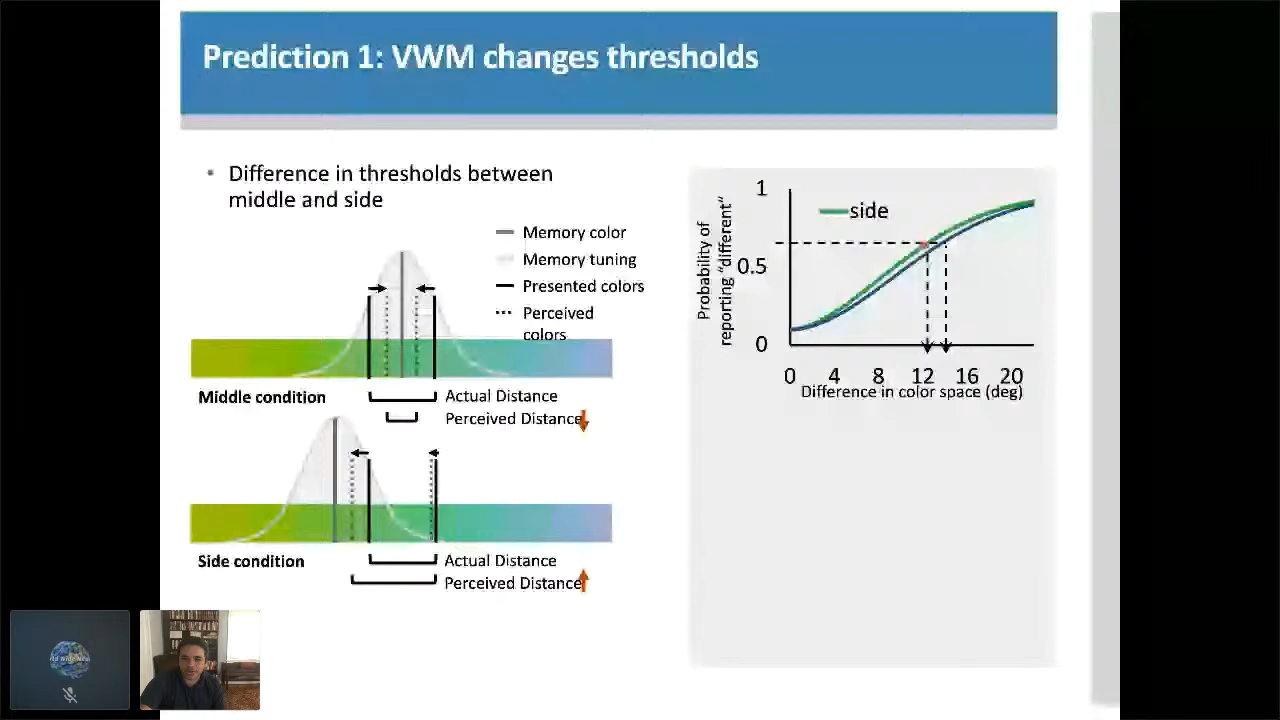 Prediction 1: VWM changes thresholds
• Difference in thresholds between
middle and side
Memory color
Memory tuning
Presented colors
Perceived
colors
Middle condition
Actual Distance
Perceived Distance
Side condition
Actual Distance
Perceived Distance
Probability of
reporting "different"
1
0.5
0
side
0 4 8 12 16 20
Difference in color space (deg)